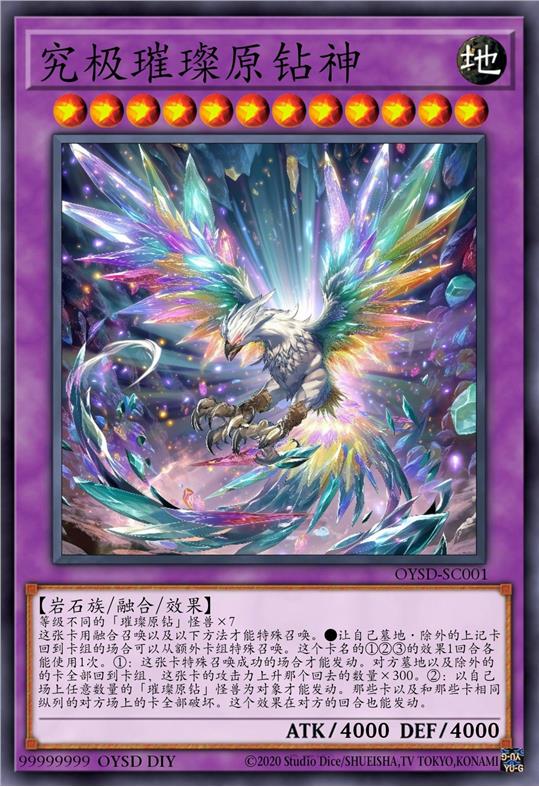 究极璀璨原钻神
地
OYSD-SC001
【岩石族/融合/效果】
等级不同的「璀璨原钻」怪兽×7
这张卡用融合召唤以及以下方法才能特殊召唤。●让自己墓地·除外的上记卡
回到卡组的场合可以从额外卡组特殊召唤。这个卡名的①②③的效果1回合各
能使用1次。①：这张卡特殊召唤成功的场合才能发动。对方墓地以及除外的
的卡全部回到卡组，这张卡的攻击力上升那个回去的数量×300。②：以自己
场上任意数量的「璀璨原钻」怪兽为对象才能发动。那些卡以及和那些卡相同
纵列的对方场上的卡全部破坏。这个效果在对方的回合也能发动。
ATK/4000 DEF/4000
99999999 OYSD DIY
©2020 Studio Dice/SHUEISHA,TV TOKYO,KONAMI
YU-G